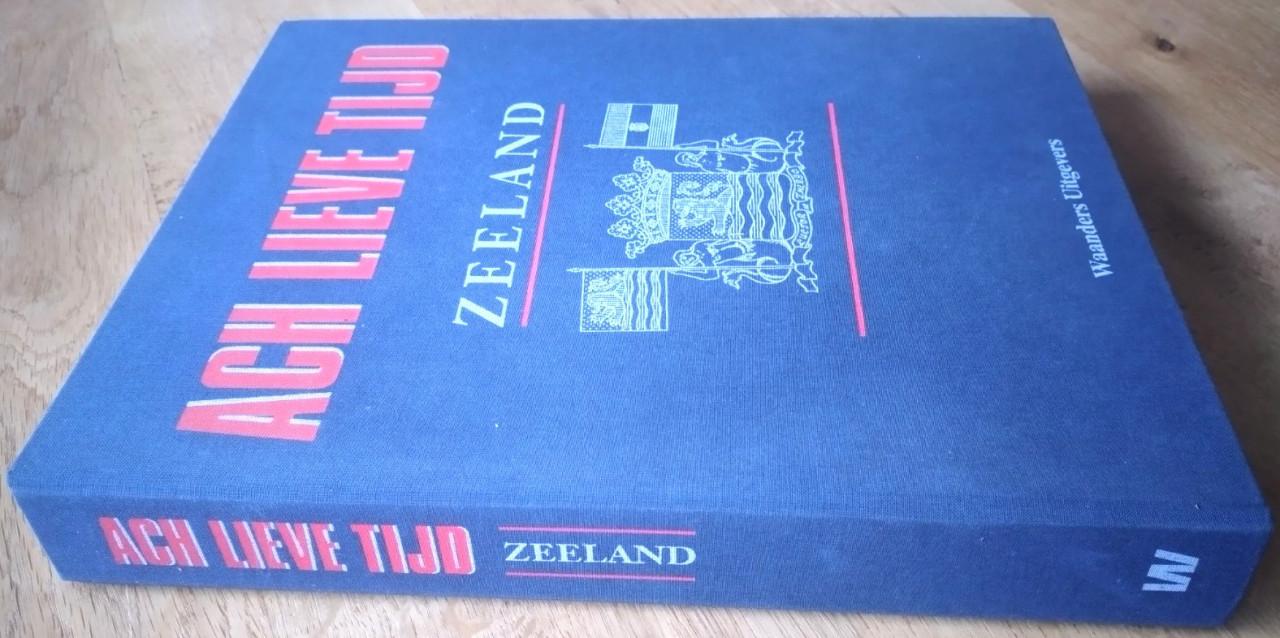 ACH LIEVE TIJD
ZEELAND
Waanders Uitgevers
ACH LIEVE TIJD
ZEELAND
W